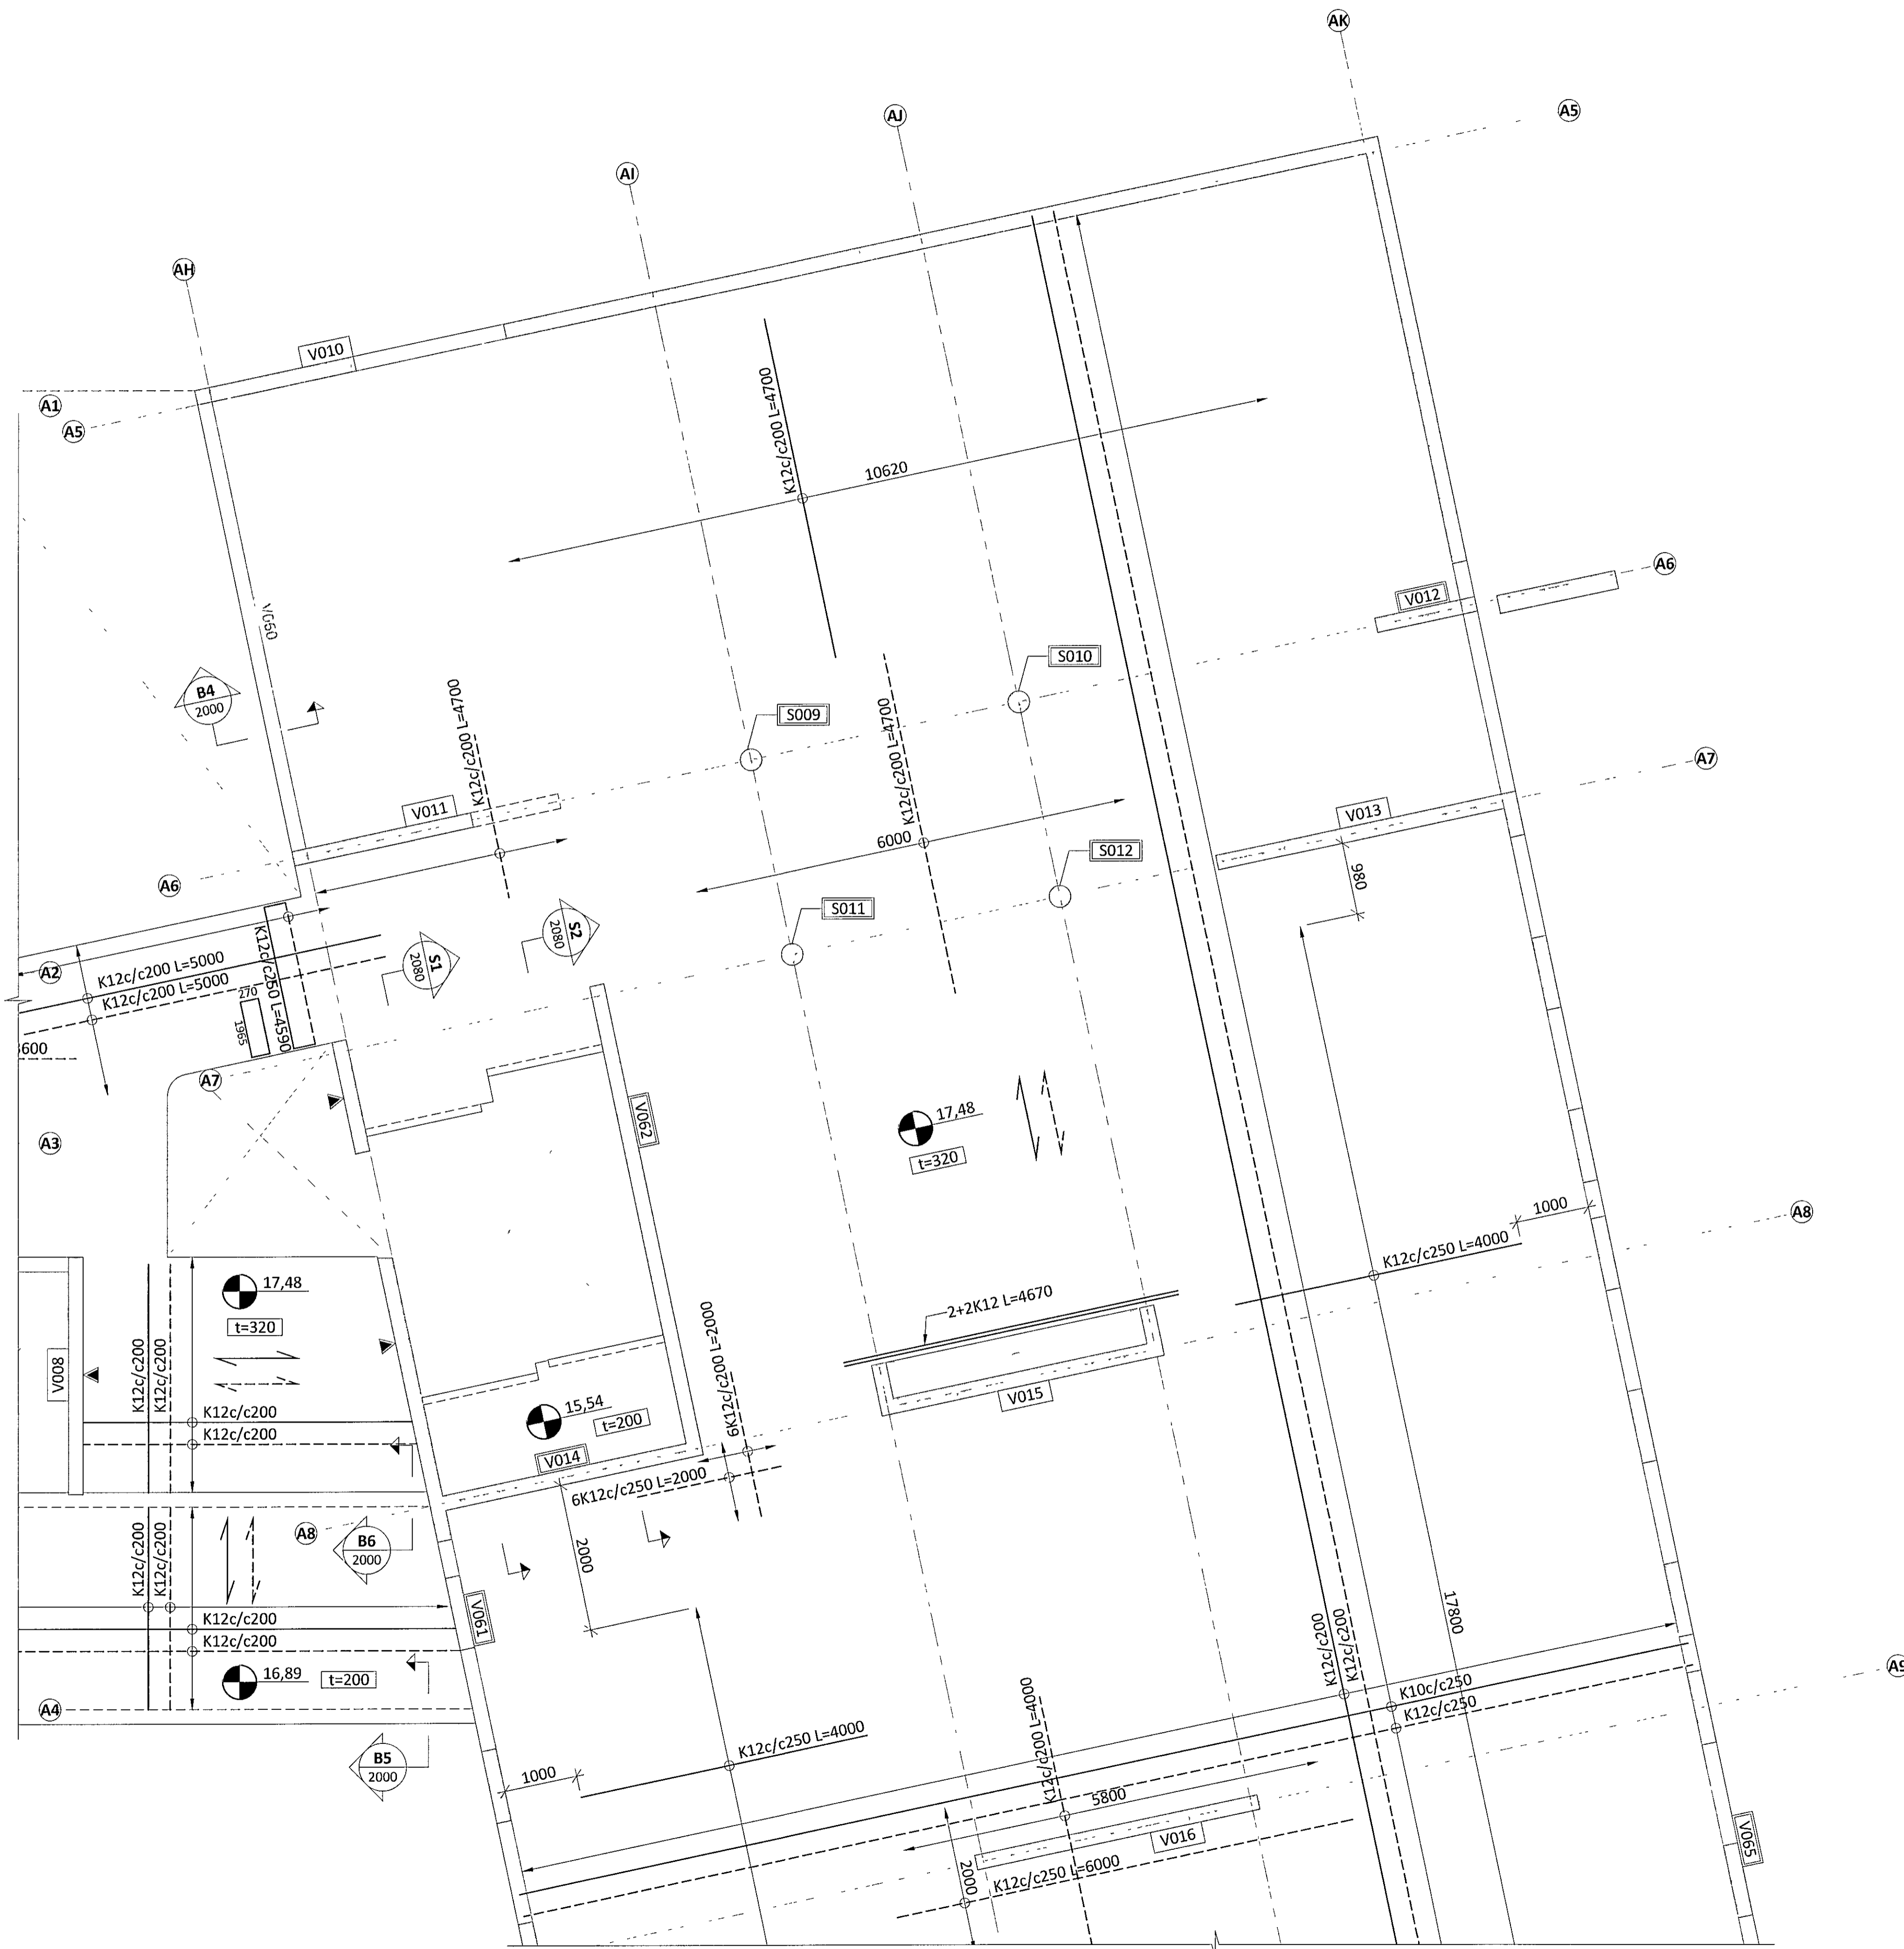 AK
A5
AJ
AI
AH
V010
K12c/c200 L=4700
A1
A5
10620
V060
A6
V012
S010
B4
2000
K12c/c200 L=4700
S009
K12c/c200 L=4700
A7
V011
V013
6000
S012
980
A6
S011
S2
2080
K12c/c250 L=4590
S1
2080
A2
K12c/c200 L=5000
K12c/c200 L=5000
270
1965
600
A7
17,48
t=320
V062
A3
1000
A8
K12c/c250 L=4000
17,48
t=320
2+2K12 L=4670
V008
K12c/c200
K12c/c200
6K12c/c200 L=2000
V015
K12c/c200
K12c/c200
15,54
t=200
V014
6K12c/c250 L=2000
A8
B6
2000
2000
K12c/c200
K12c/c200
V061
17800
K12c/c200
K12c/c200
K12c/c200
K12c/c200
A9
16,89
t=200
K10c/c250
K12c/c250
A4
K12c/c200 L=4000
K12c/c250 L=4000
B5
2000
1000
5800
V016
V065
2000
K12c/c250 L=6000